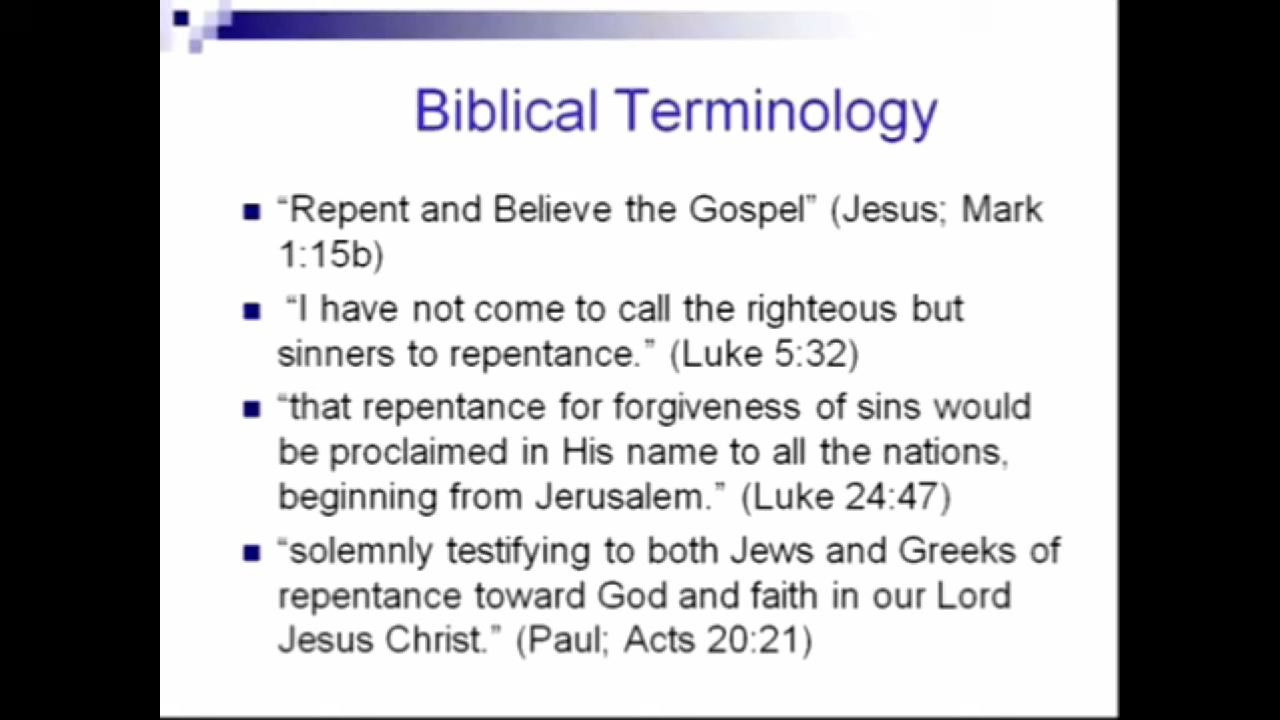 Biblical Terminology
“Repent and Believe the Gospel” (Jesus; Mark
1:15b)
“I have not come to call the righteous but
sinners to repentance.” (Luke 5:32)
“that repentance for forgiveness of sins would
be proclaimed in His name to all the nations,
beginning from Jerusalem.” (Luke 24:47)
“solemnly testifying to both Jews and Greeks of
repentance toward God and faith in our Lord
Jesus Christ.” (Paul; Acts 20:21)